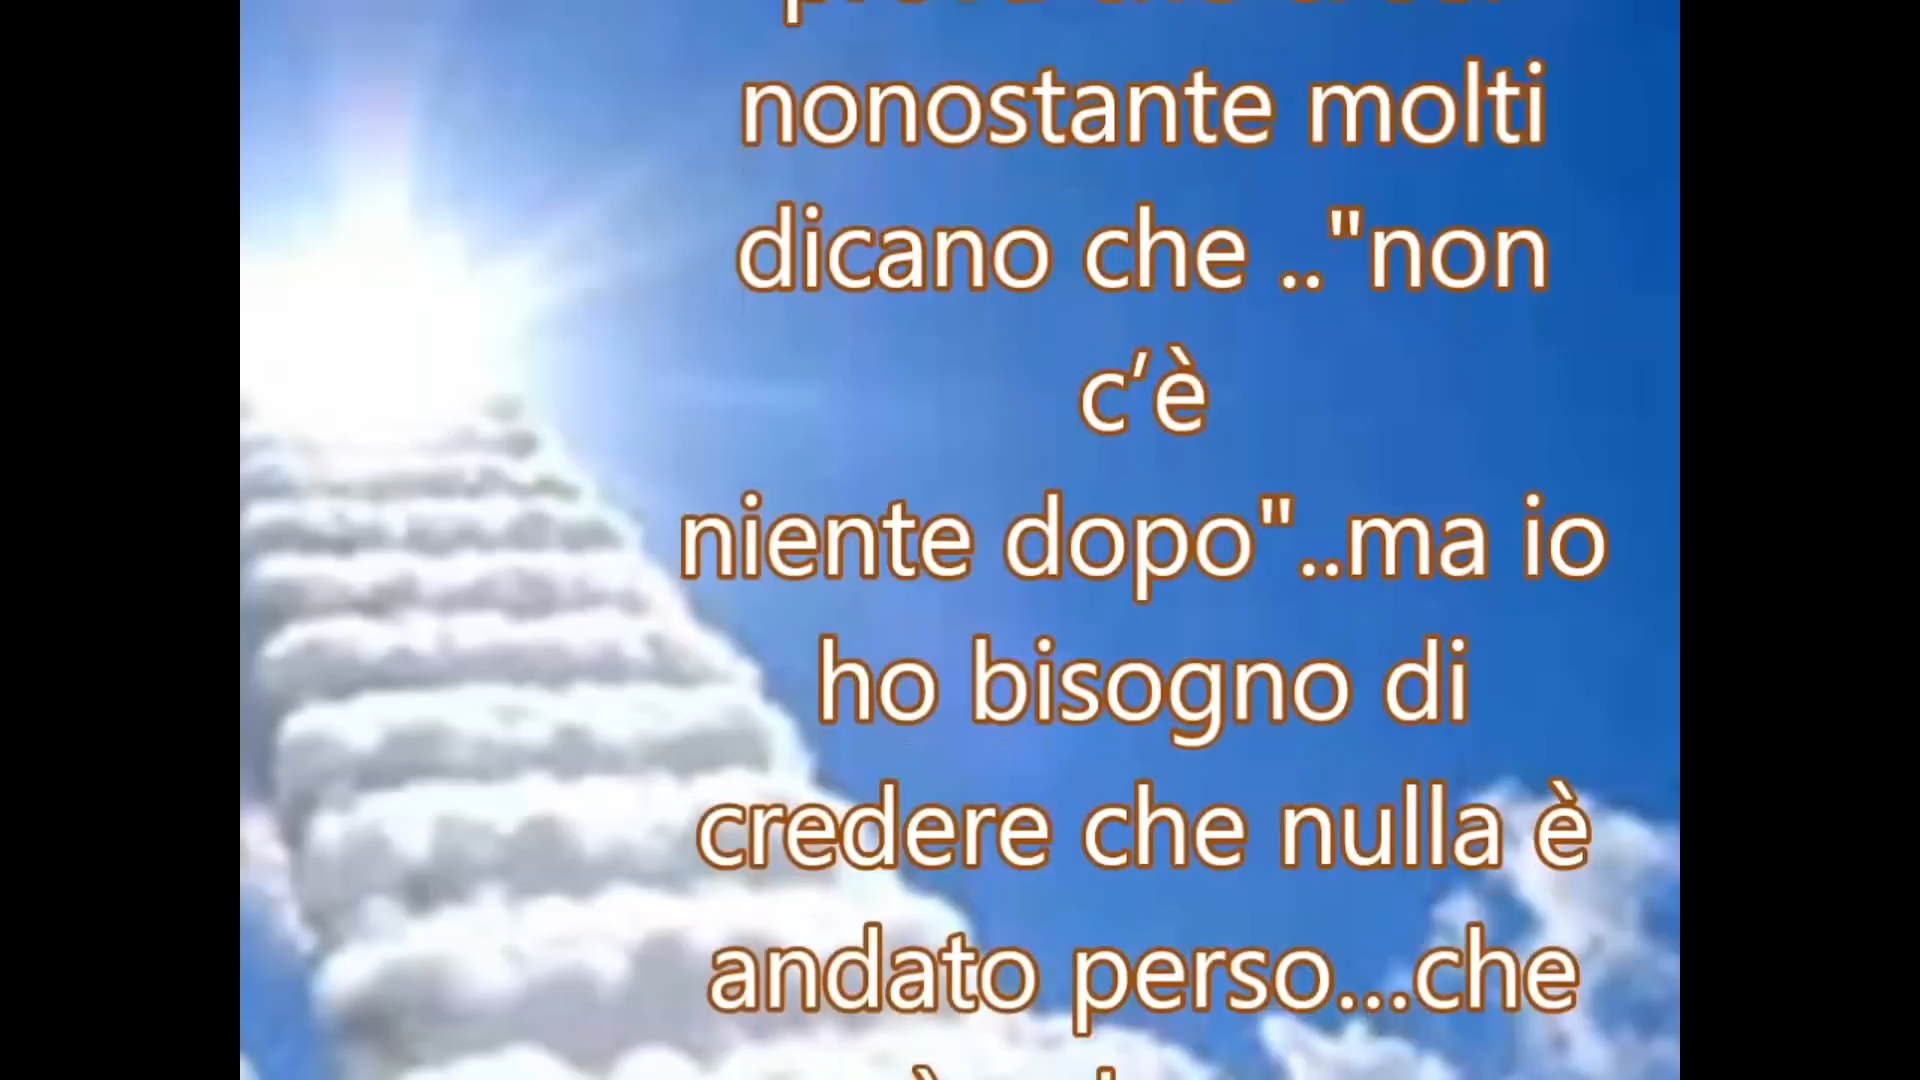 nonostante molti
dicano che .."non
c'è
niente dopo"..ma io
ho bisogno di
credere che nulla è
andato perso...che